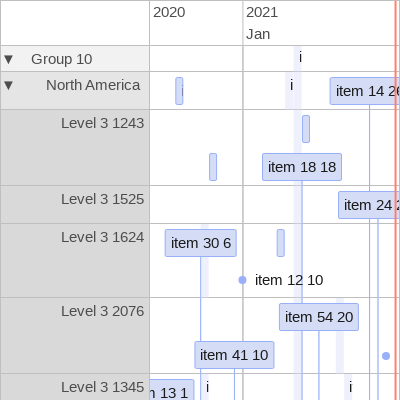 2020 2021
Jan
▼ Group 10 i
▼ North America i i item 14 26
Level 3 1243
item 18 18
Level 3 1525 item 24
Level 3 1624 item 30 6
item 12 10
Level 3 2076 item 54 20
item 41 10
Level 3 1345 i i
13 1